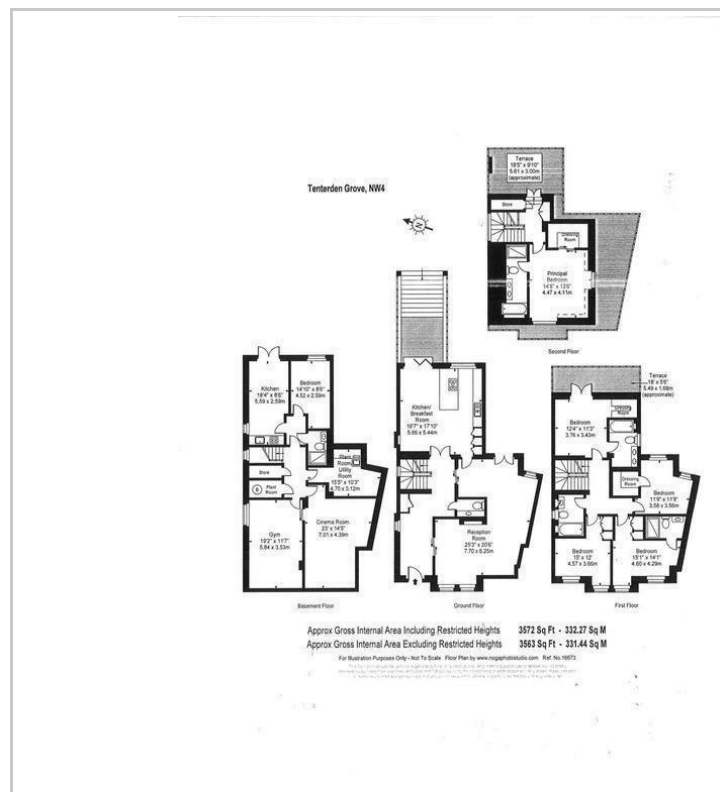 Tenterden Grove, NW4
N
Terrace
18'5" x 9'10"
5.61 x 3.00m
(approximate)
Store
Dressing
Room
Principal
Bedroom
14'8" x 13'6"
4.47 x 4.11m
Second Floor
Kitchen
18'4" x 8'6"
5.59 x 2.59m
Bedroom
14'10" x 8'6"
4.52 x 2.59m
Plant
Room/
Utility
Room
15'5" x 10'3"
4.70 x 3.12m
Store
Plant
Room
Gym
19'2" x 11'7"
5.84 x 3.53m
Cinema Room
23' x 14'5"
7.01 x 4.39m
Basement Floor
Kitchen/
Breakfast
Room
18'7" x 17'10"
5.66 x 5.44m
Reception
Room
25'3" x 20'6"
7.70 x 6.25m
Ground Floor
Terrace
18' x 5'6"
5.49 x 1.68m
(approximate)
Dressing
Room
Bedroom
12'4" x 11'3"
3.76 x 3.43m
Dressing
Room
Bedroom
11'9" x 11'8"
3.58 x 3.56m
Bedroom
15' x 12'
4.57 x 3.66m
Bedroom
15'1" x 14'1"
4.60 x 4.29m
First Floor
Approx Gross Internal Area Including Restricted Heights 3572 Sq Ft - 332.27 Sq M
Approx Gross Internal Area Excluding Restricted Heights 3563 Sq Ft - 331.44 Sq M
For Illustration Purposes Only - Not To Scale Floor Plan by www.nogaphotostudio.com Ref. No.16673